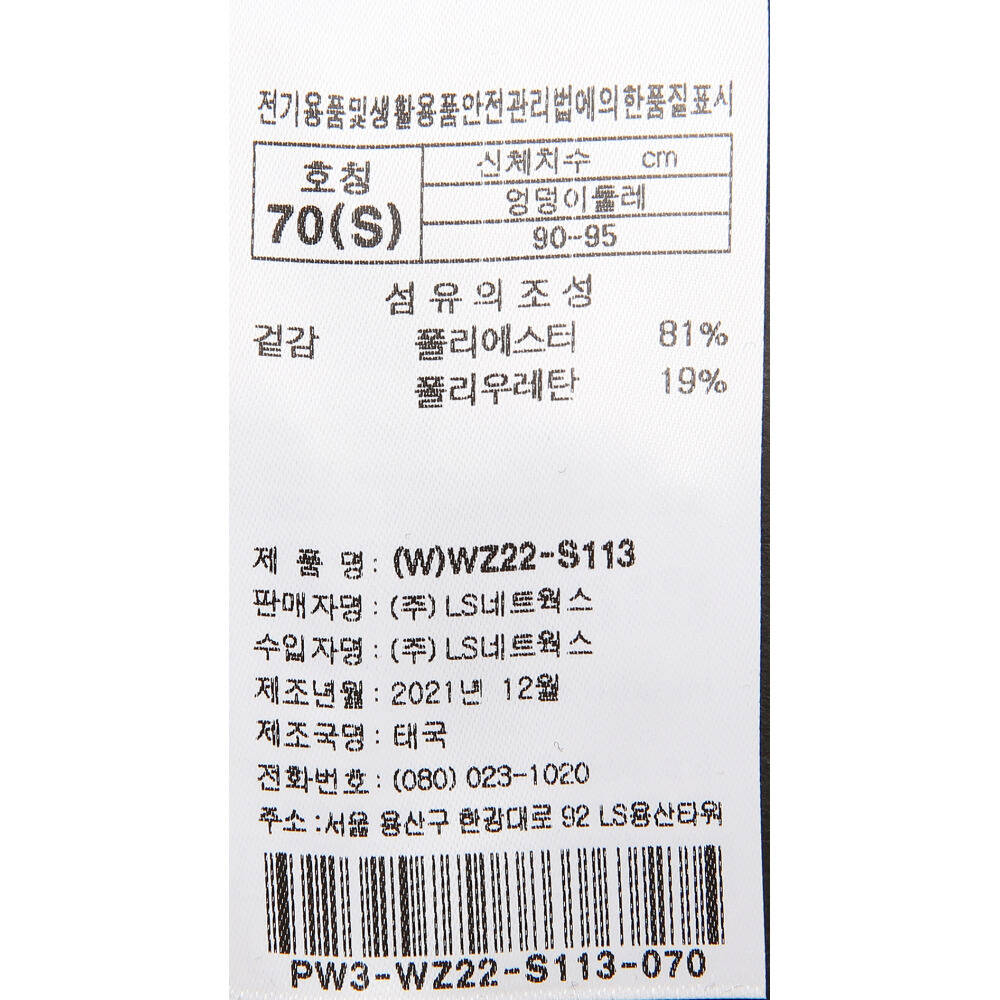 전기용품및생활용품안전관리법에의한품질표시
호칭
70(S)
신체치수 cm
엉덩이둘레
90-95
섬유의조성
겉감 폴리에스터 81%
폴리우레탄 19%
제 품 명 : (W)WZ22-S113
판매자명 : (주) LS네트웍스
수입자명 : (주) LS네트웍스
제조년월 : 2021년 12월
제조국명 : 태국
전화번호 : (080) 023-1020
주소 :서울 용산구 한광대로 92 LS용산타워
PW3-WZ22-S113-070